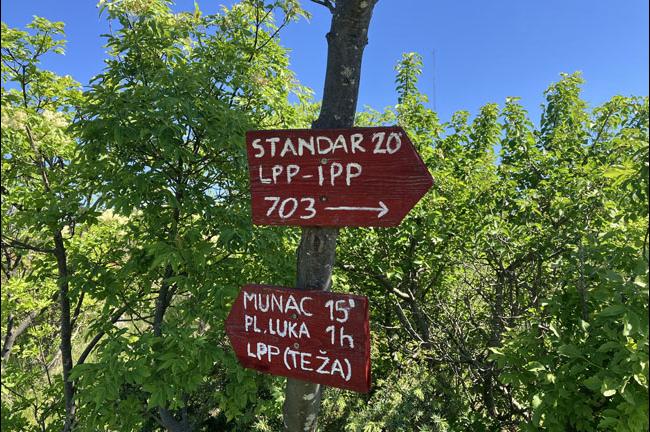 STANDAR 20'
LPP-IPP
703 →
MUNAC 15'
PL.LUKA 1h
LPP(TEŽA)